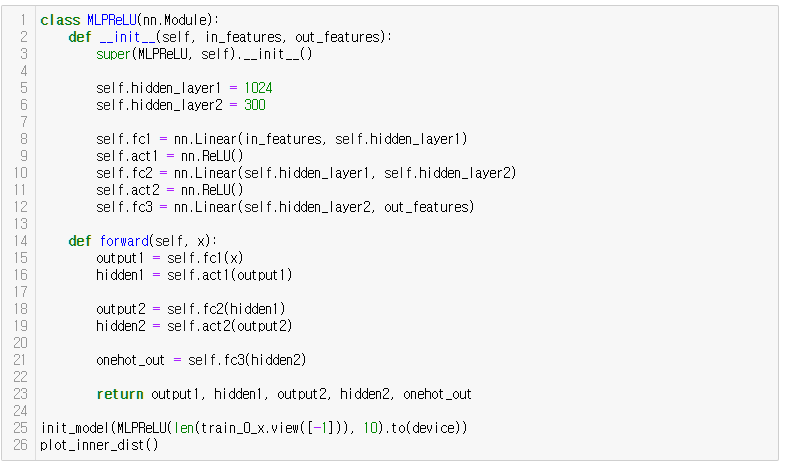 1 class MLPReLU(nn.Module):
2     def __init__(self, in_features, out_features):
3         super(MLPReLU, self).__init__()
4
5         self.hidden_layer1 = 1024
6         self.hidden_layer2 = 300
7
8         self.fc1 = nn.Linear(in_features, self.hidden_layer1)
9         self.act1 = nn.ReLU()
10         self.fc2 = nn.Linear(self.hidden_layer1, self.hidden_layer2)
11         self.act2 = nn.ReLU()
12         self.fc3 = nn.Linear(self.hidden_layer2, out_features)
13
14     def forward(self, x):
15         output1 = self.fc1(x)
16         hidden1 = self.act1(output1)
17
18         output2 = self.fc2(hidden1)
19         hidden2 = self.act2(output2)
20
21         onehot_out = self.fc3(hidden2)
22
23         return output1, hidden1, output2, hidden2, onehot_out
24
25 init_model(MLPReLU(len(train_0_x.view([-1])), 10).to(device))
26 plot_inner_dist()